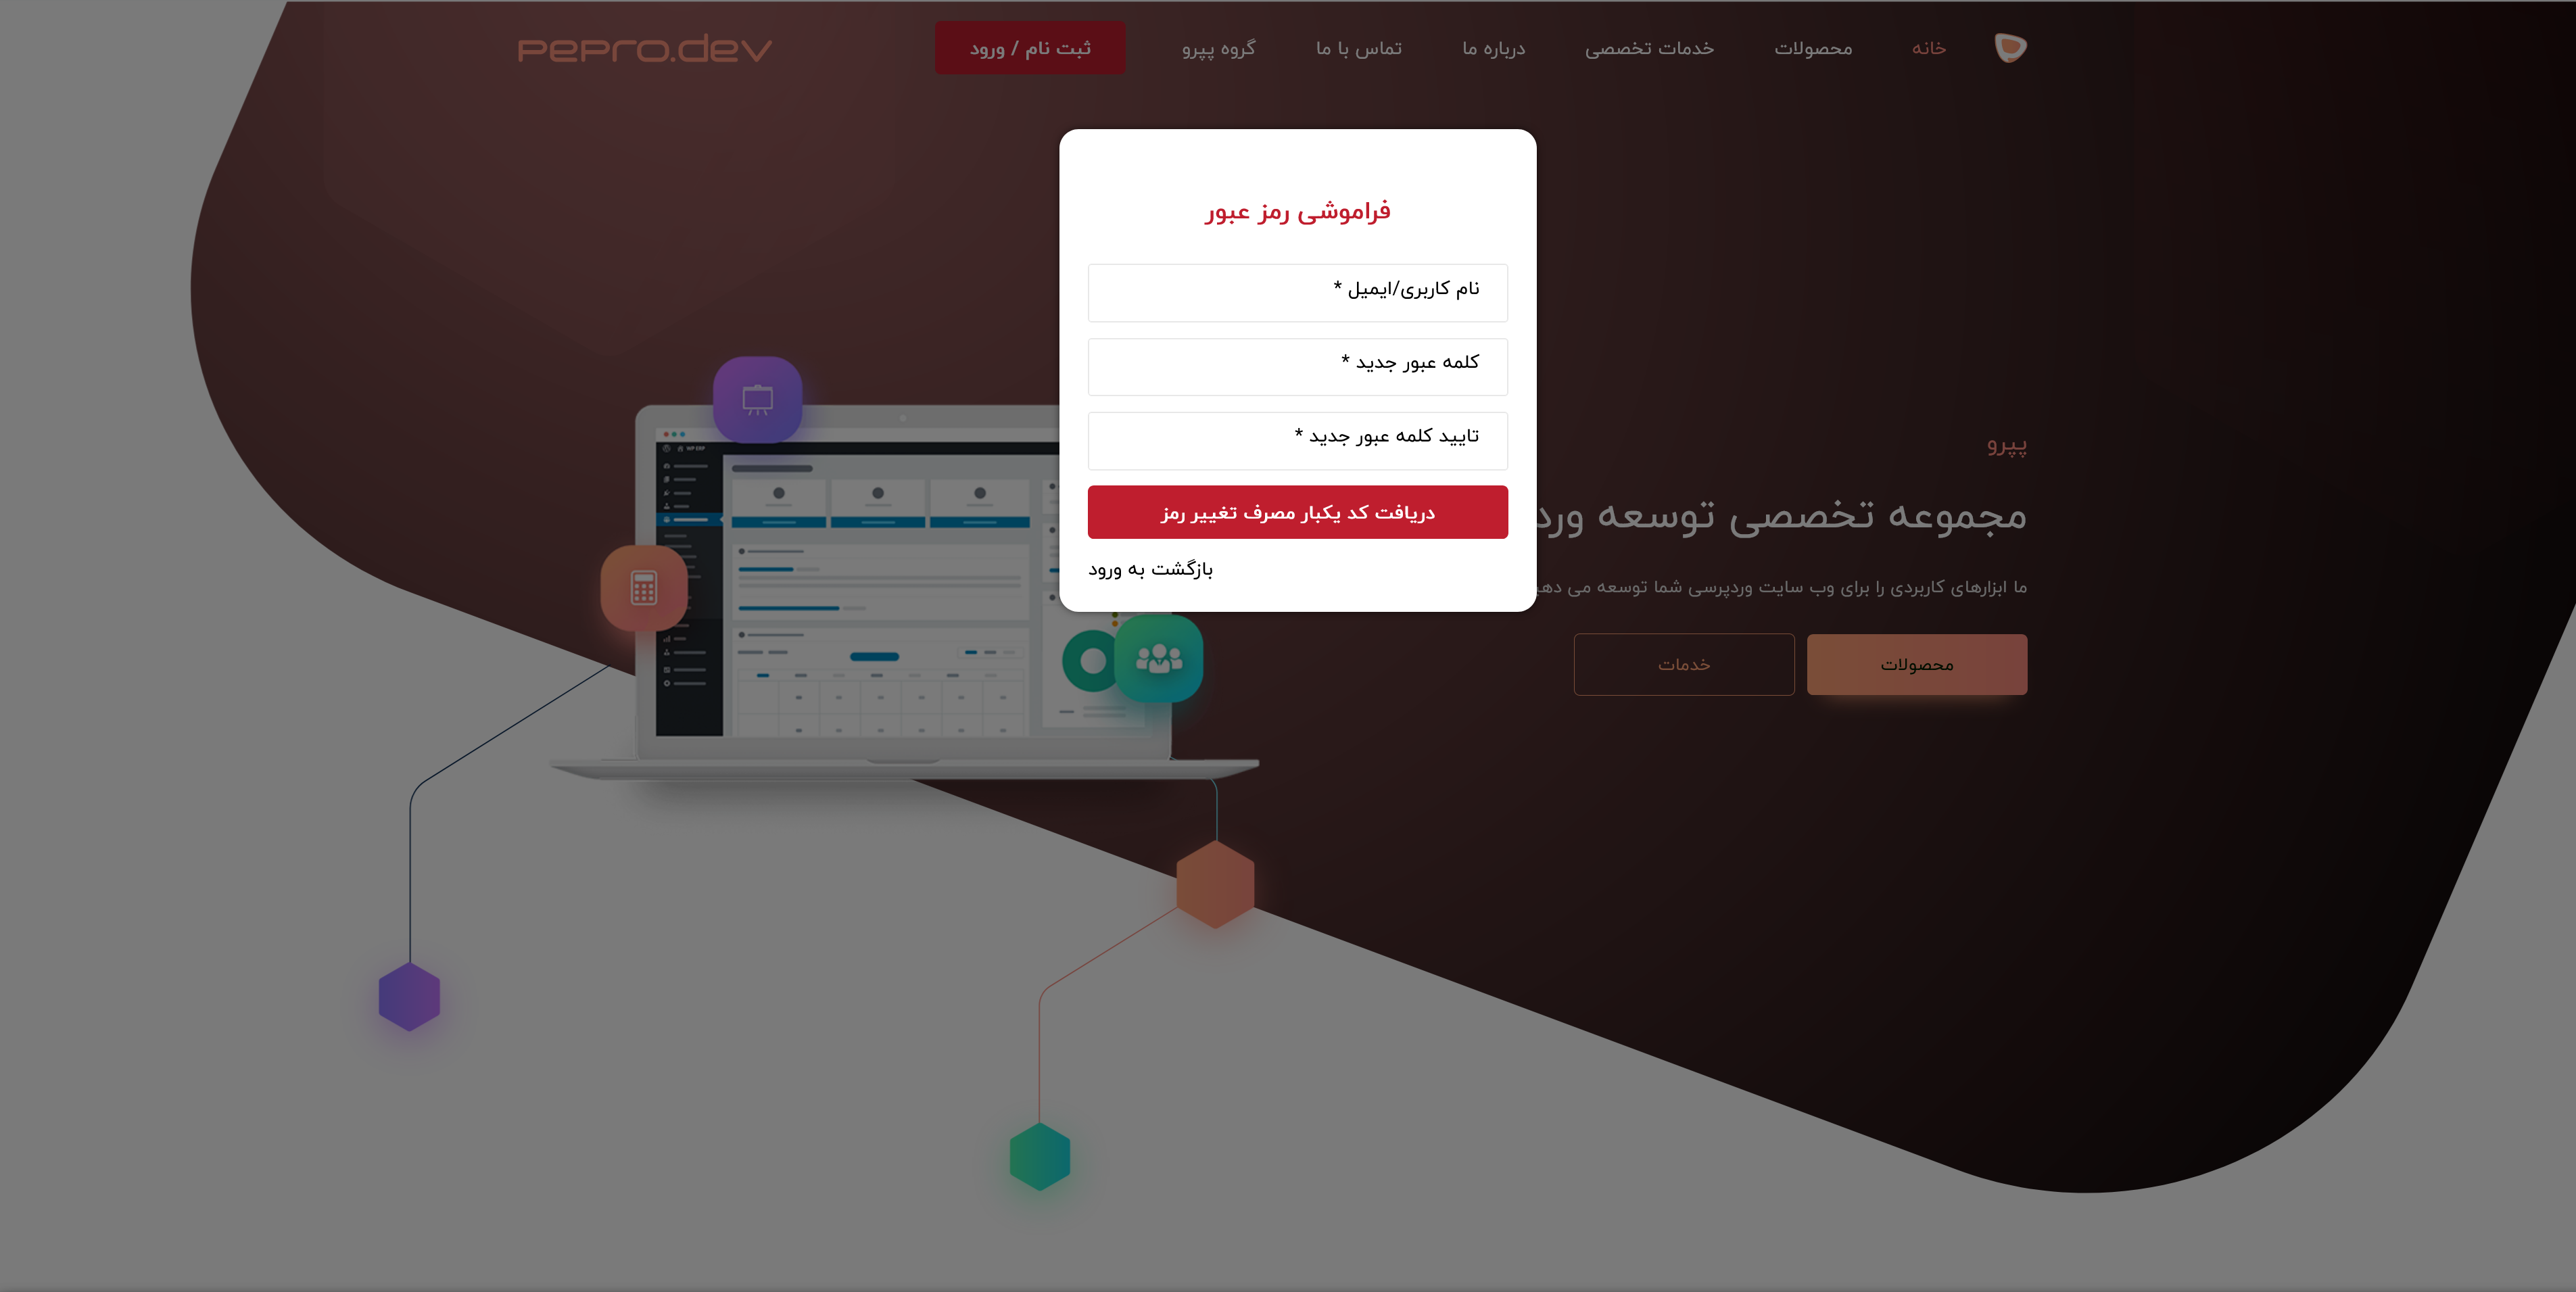 خانه
محصولات
خدمات تخصصی
درباره ما
تماس با ما
گروه پپرو
ثبت نام / ورود
pepro.dev
فراموشی رمز عبور
نام کاربری/ایمیل *
کلمه عبور جدید *
تایید کلمه عبور جدید *
دریافت کد یکبار مصرف تغییر رمز
بازگشت به ورود
پپرو
مجموعه تخصصی توسعه
ما ابزارهای کاربردی را برای وب سایت وردپرسی شما توسعه می
محصولات
خدمات
WP ERP